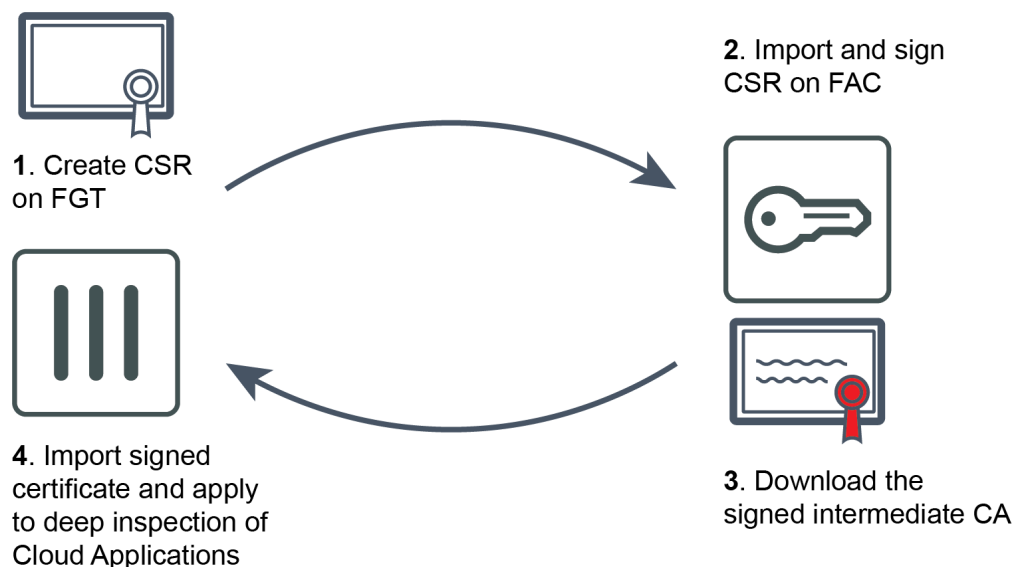 1. Create CSR
on FGT
2. Import and sign
CSR on FAC
3. Download the
signed intermediate CA
4. Import signed
certificate and apply
to deep inspection of
Cloud Applications